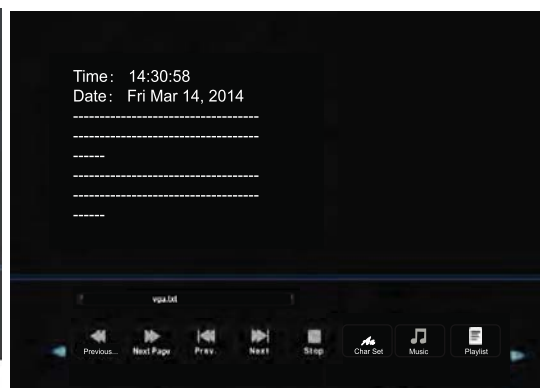 Time: 14:30:58
Date: Fri Mar 14, 2014
-----------------------------------
-----------------------------------
------
-----------------------------------
-----------------------------------
------
vga.txt
Previous... Next Page Prev. Next Stop Char Set Music Playlist